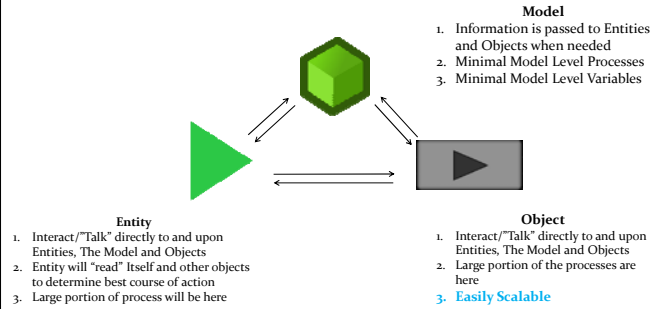 Model
1. Information is passed to Entities
and Objects when needed
2. Minimal Model Level Processes
3. Minimal Model Level Variables
Entity
1. Interact/”Talk” directly to and upon
Entities, The Model and Objects
2. Entity will “read” Itself and other objects
to determine best course of action
3. Large portion of process will be here
Object
1. Interact/”Talk” directly to and upon
Entities, The Model and Objects
2. Large portion of the processes are
here
3. Easily Scalable